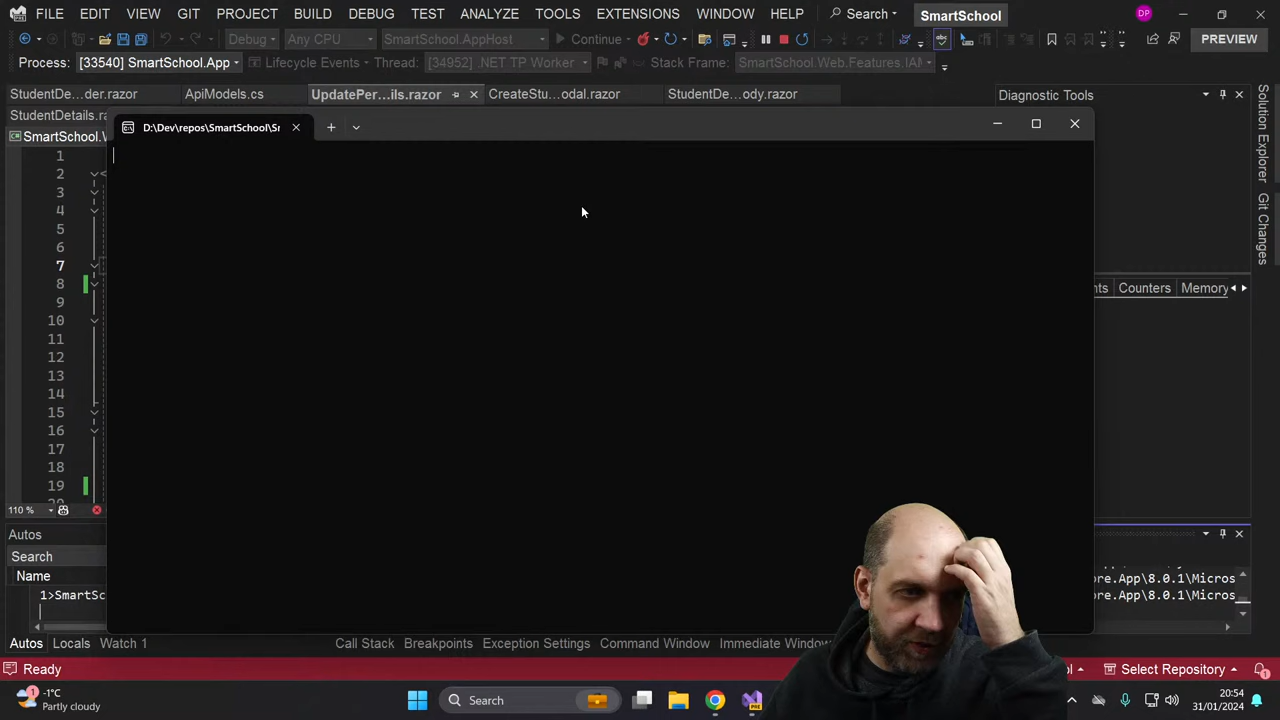 FILE EDIT VIEW GIT PROJECT BUILD DEBUG TEST ANALYZE TOOLS EXTENSIONS WINDOW HELP Search SmartSchool DP
Debug Any CPU SmartSchool.AppHost Continue PREVIEW
Process: [33540] SmartSchool.App Lifecycle Events Thread: [34952] .NET TP Worker Stack Frame: SmartSchool.Web.Features.IAN
StudentDe...der.razor ApiModels.cs UpdatePer...ils.razor CreateStu...odal.razor StudentDe...ody.razor Diagnostic Tools
StudentDetails.ra
SmartSchool.W
D:\Dev\repos\SmartSchool\Sr
Solution Explorer
Git Changes
1
2
3
4
5
6
7
8
9
10
11
12
13
14
15
16
17
18
19
nts Counters Memory
110 %
Autos
Search
Name
1>SmartSc
ore.App\8.0.1\Micros
ore.App\8.0.1\Micros
Autos Locals Watch 1 Call Stack Breakpoints Exception Settings Command Window Immediate Window
Ready Select Repository 1
1 -1°C
Partly cloudy
Search
PRE
20:54
31/01/2024